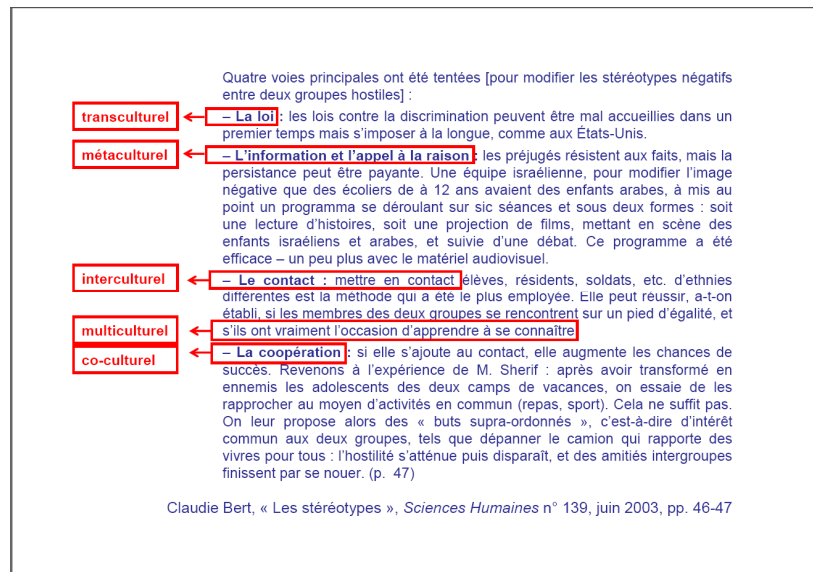 Quatre voies principales ont été tentées [pour modifier les stéréotypes négatifs
entre deux groupes hostiles] :
transculturel
– La loi : les lois contre la discrimination peuvent être mal accueillies dans un
premier temps mais s'imposer à la longue, comme aux États-Unis.
métaculturel
– L'information et l'appel à la raison : les préjugés résistent aux faits, mais la
persistance peut être payante. Une équipe israélienne, pour modifier l'image
négative que des écoliers de à 12 ans avaient des enfants arabes, à mis au
point un programma se déroulant sur sic séances et sous deux formes : soit
une lecture d'histoires, soit une projection de films, mettant en scène des
enfants israéliens et arabes, et suivie d'une débat. Ce programme a été
efficace – un peu plus avec le matériel audiovisuel.
interculturel
– Le contact : mettre en contact élèves, résidents, soldats, etc. d'ethnies
différentes est la méthode qui a été le plus employée. Elle peut réussir, a-t-on
établi, si les membres des deux groupes se rencontrent sur un pied d'égalité, et
multiculturel
s'ils ont vraiment l'occasion d'apprendre à se connaître
co-culturel
– La coopération : si elle s'ajoute au contact, elle augmente les chances de
succès. Revenons à l'expérience de M. Sherif : après avoir transformé en
ennemis les adolescents des deux camps de vacances, on essaie de les
rapprocher au moyen d'activités en commun (repas, sport). Cela ne suffit pas.
On leur propose alors des « buts supra-ordonnés », c'est-à-dire d'intérêt
commun aux deux groupes, tels que dépanner le camion qui rapporte des
vivres pour tous : l'hostilité s'atténue puis disparaît, et des amitiés intergroupes
finissent par se nouer. (p. 47)
Claudie Bert, « Les stéréotypes », Sciences Humaines n° 139, juin 2003, pp. 46-47